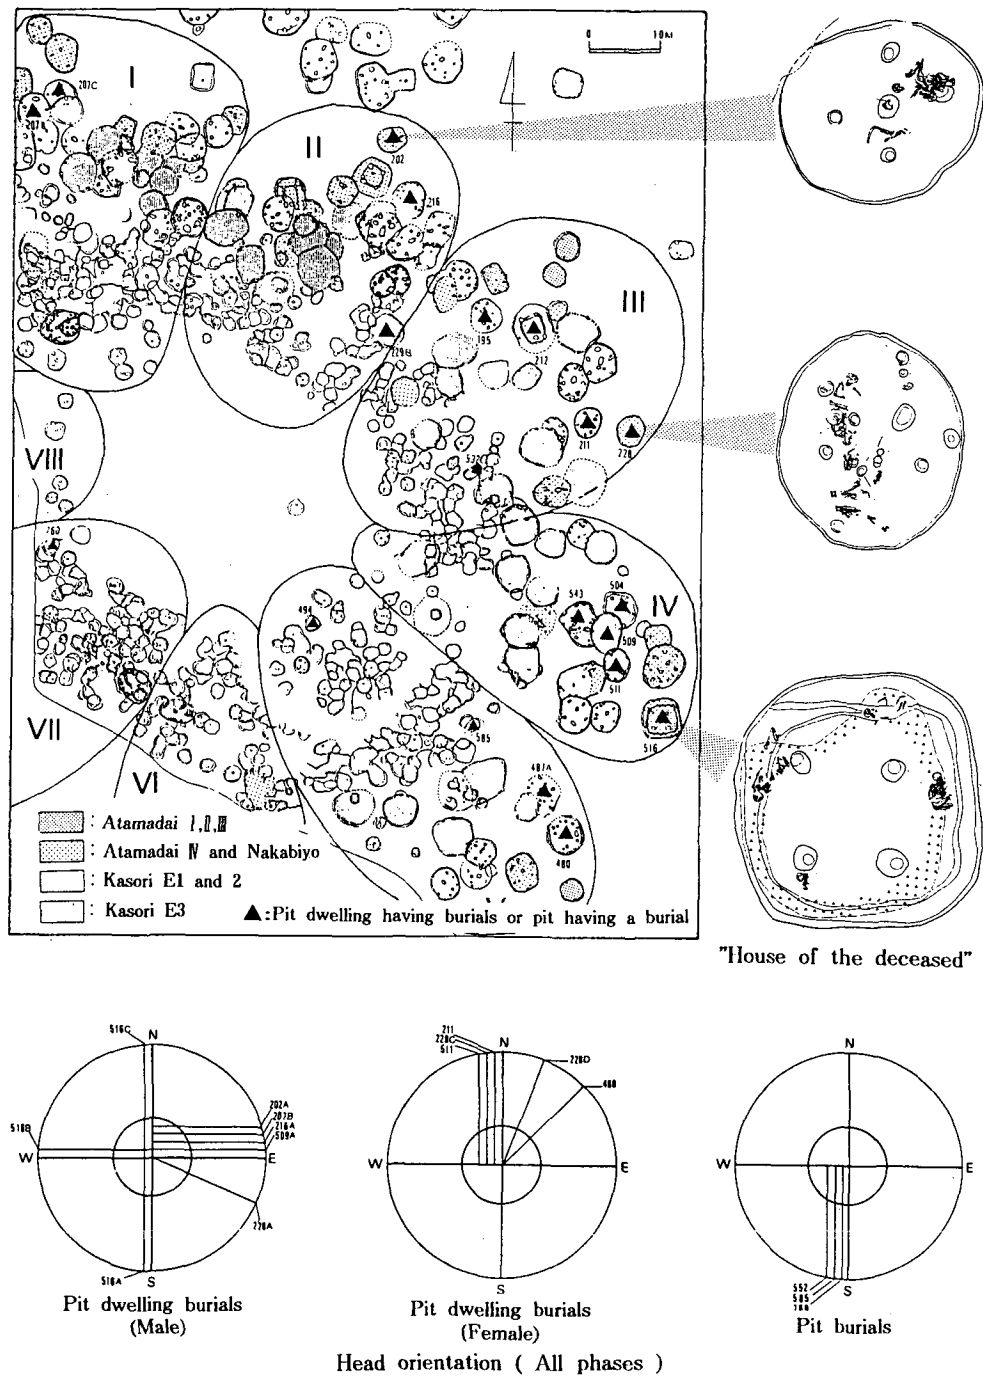 0 10M
I
207C
207B
II
202
216
229B
III
195
212
211
228
532
VIII
760
494
543
504
IV
509
511
516
585
487A
480
VII
VI
: Atamadai I,II,III
: Atamadai IV and Nakabiyo
: Kasori E1 and 2
: Kasori E3
▲:Pit dwelling having burials or pit having a burial
"House of the deceased"
516C
N
202A
207B
216A
509A
516B
W
E
228A
516A
S
Pit dwelling burials
(Male)
211
228C
511
N
228D
480
W
E
S
Pit dwelling burials
(Female)
N
W
E
552
585
S
Pit burials
Head orientation ( All phases )